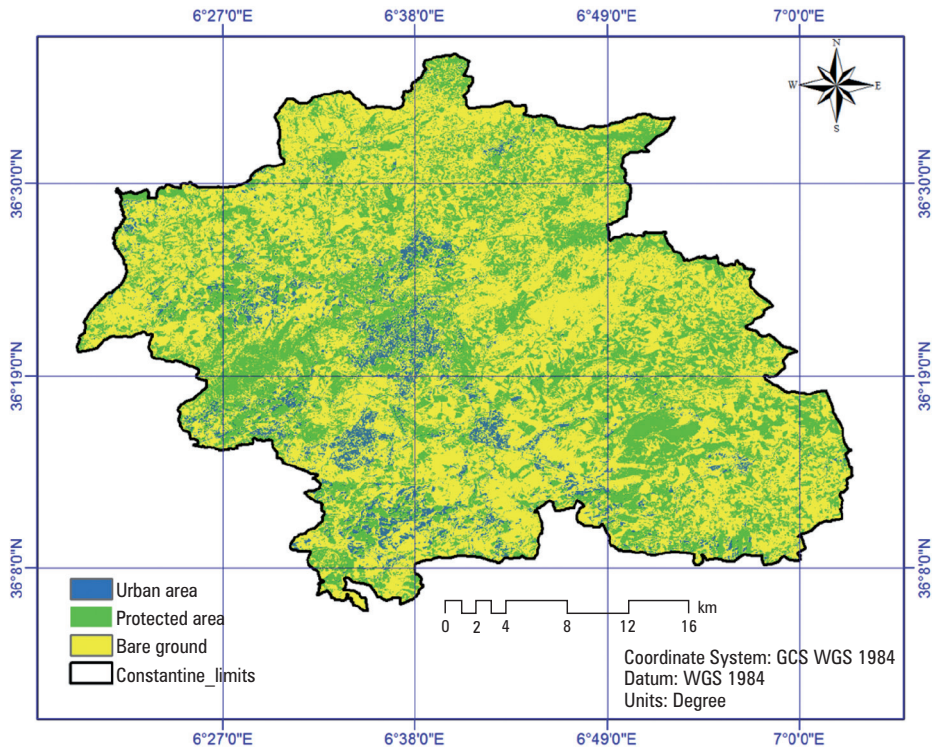 6°27'0"E 6°38'0"E 6°49'0"E 7°0'0"E
N
W E
S
36°30'0"N 36°30'0"N
36°19'0"N 36°19'0"N
36°8'0"N 36°8'0"N
Urban area
Protected area
Bare ground
Constantine_limits
km
0 2 4 8 12 16
Coordinate System: GCS WGS 1984
Datum: WGS 1984
Units: Degree
6°27'0"E 6°38'0"E 6°49'0"E 7°0'0"E